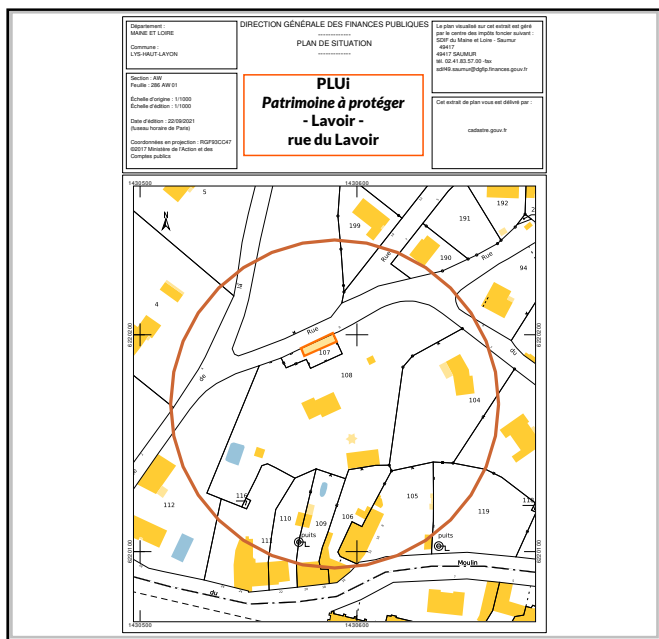 Département :
MAINE ET LOIRE
Commune :
LYS-HAUT-LAYON
Section : AW
Feuille : 286 AW 01
Échelle d'origine : 1/1000
Échelle d'édition : 1/1000
Date d'édition : 22/09/2021
(fuseau horaire de Paris)
Coordonnées en projection : RGF93CC47
©2017 Ministère de l'Action et des
Comptes publics
DIRECTION GÉNÉRALE DES FINANCES PUBLIQUES
-------------
PLAN DE SITUATION
-------------
PLUi
Patrimoine à protéger
- Lavoir -
rue du Lavoir
Le plan visualisé sur cet extrait est géré
par le centre des impôts foncier suivant :
SDIF du Maine et Loire - Saumur
49417
49417 SAUMUR
tél. 02.41.83.57.00 -fax
sdif49.saumur@dgfip.finances.gouv.fr
Cet extrait de plan vous est délivré par :
cadastre.gouv.fr
1430500
1430600
5
192
191
199
190
Rue
Rue
94
4
6220200
6220200
Rue
107
108
du
de
104
116
112
105
110
109
106
119
111
puits
puits
6220100
6220100
Moulin
du
1430500
1430600